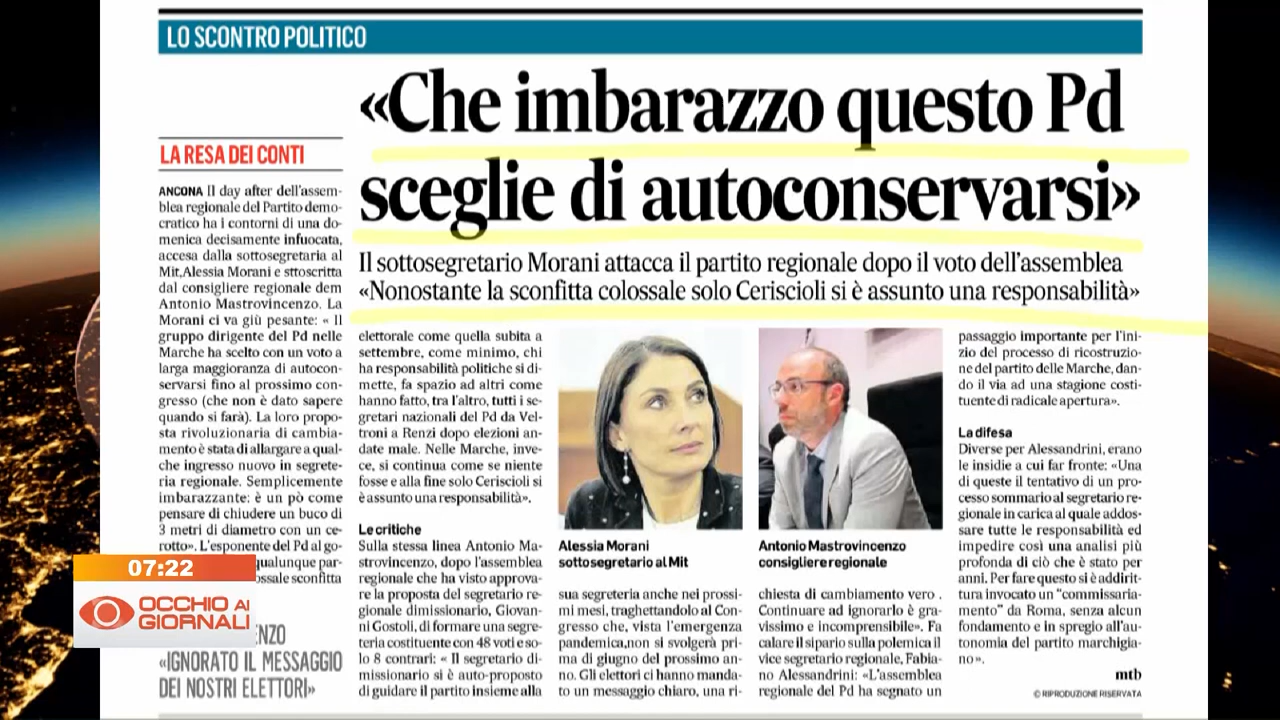 LO SCONTRO POLITICO
«Che imbarazzo questo Pd
sceglie di autoconservarsi»
Il sottosegretario Morani attacca il partito regionale dopo il voto dell'assemblea
«Nonostante la sconfitta colossale solo Ceriscioli si è assunto una responsabilità»
LA RESA DEI CONTI
ANCONA Il day after dell'assem-
blea regionale del Partito demo-
cratico ha i contorni di una do-
menica decisamente infuocata,
accesa dalla sottosegretaria al
Mit,Alessia Morani e sttoscritta
dal consigliere regionale dem
Antonio Mastrovincenzo. La
Morani ci va giù pesante: « Il
gruppo dirigente del Pd nelle
Marche ha scelto con un voto a
larga maggioranza di autocon-
servarsi fino al prossimo con-
gresso (che non è dato sapere
quando si farà). La loro propo-
sta rivoluzionaria di cambia-
mento è stata di allargare a qual-
che ingresso nuovo in segrete-
ria regionale. Semplicemente
imbarazzante: è un pò come
pensare di chiudere un buco di
3 metri di diametro con un ce-
rotto». L'esponente del Pd al go-
qualunque par-
ossale sconfitta
ENZO
«IGNORATO IL MESSAGGIO
DEI NOSTRI ELETTORI»
elettorale come quella subita a
settembre, come minimo, chi
ha responsabilità politiche si di-
mette, fa spazio ad altri come
hanno fatto, tra l'altro, tutti i se-
gretari nazionali del Pd da Vel-
troni a Renzi dopo elezioni an-
date male. Nelle Marche, inve-
ce, si continua come se niente
fosse e alla fine solo Ceriscioli si
è assunto una responsabilità».
Le critiche
Sulla stessa linea Antonio Ma-
strovincenzo, dopo l'assemblea
regionale che ha visto approva-
re la proposta del segretario re-
gionale dimissionario, Giovan-
ni Gostoli, di formare una segre-
teria costituente con 48 voti e so-
lo 8 contrari: « Il segretario di-
missionario si è auto-proposto
di guidare il partito insieme alla
Alessia Morani
sottosegretario al Mit
sua segreteria anche nei prossi-
mi mesi, traghettandolo al Con-
gresso che, vista l'emergenza
pandemica,non si svolgerà pri-
ma di giugno del prossimo an-
no. Gli elettori ci hanno manda-
to un messaggio chiaro, una ri-
Antonio Mastrovincenzo
consigliere regionale
chiesta di cambiamento vero .
Continuare ad ignorarlo è gra-
vissimo e incomprensibile». Fa
calare il sipario sulla polemica il
vice segretario regionale, Fabia-
no Alessandrini: «L'assemblea
regionale del Pd ha segnato un
passaggio importante per l'ini-
zio del processo di ricostruzio-
ne del partito delle Marche, dan-
do il via ad una stagione costi-
tuente di radicale apertura».
La difesa
Diverse per Alessandrini, erano
le insidie a cui far fronte: «Una
di queste il tentativo di un pro-
cesso sommario al segretario re-
gionale in carica al quale addos-
sare tutte le responsabilità ed
impedire così una analisi più
profonda di ciò che è stato per
anni. Per fare questo si è addirit-
tura invocato un "commissaria-
mento" da Roma, senza alcun
fondamento e in spregio all'au-
tonomia del partito marchigia-
no».
mtb
© RIPRODUZIONE RISERVATA
07:22
OCCHIO AI
GIORNALI